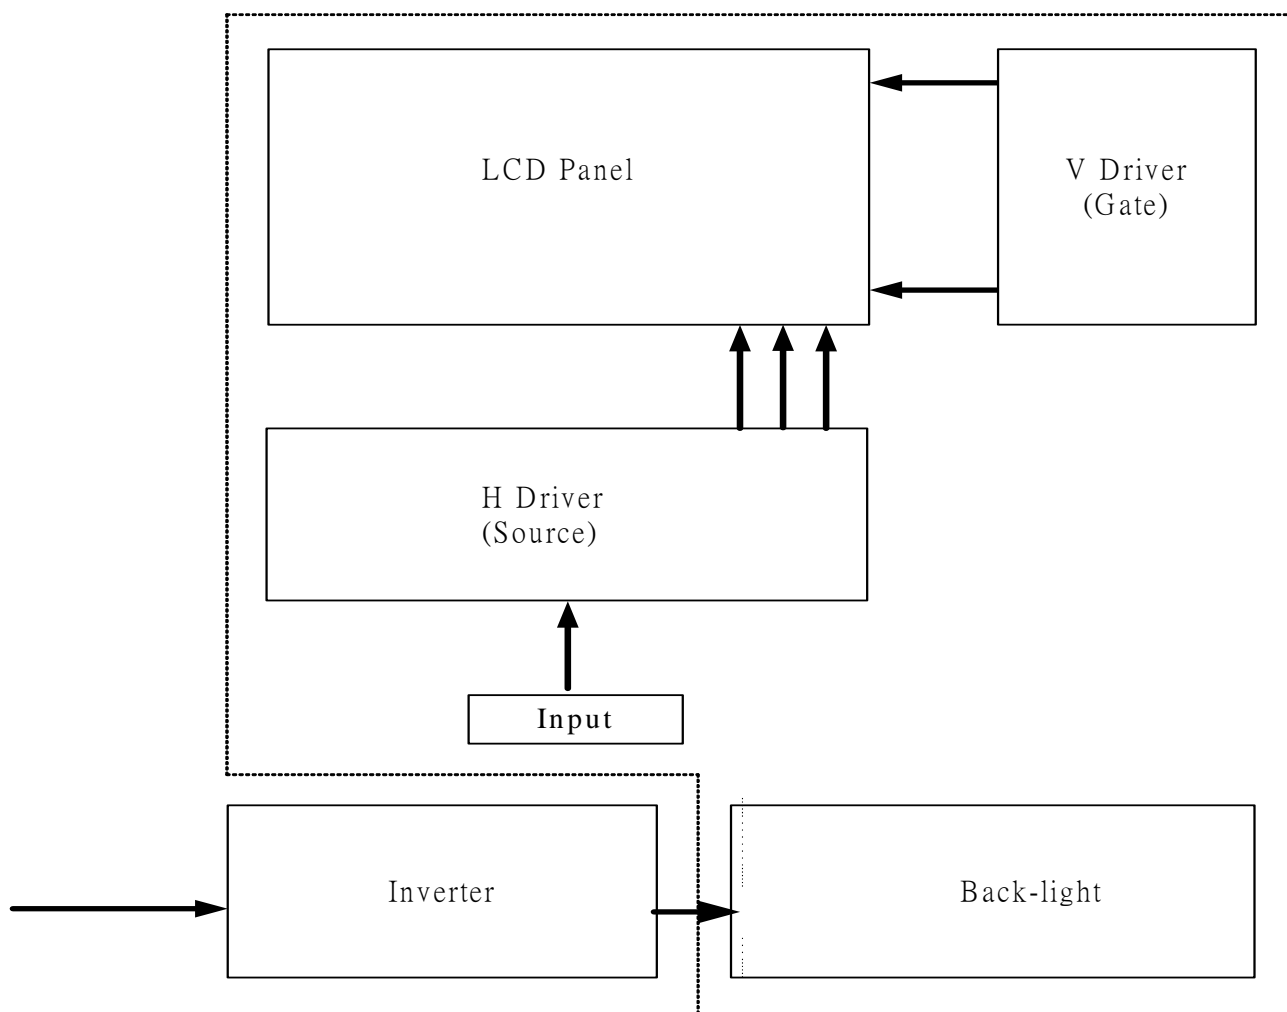 LCD Panel
V Driver
(Gate)
H Driver
(Source)
Input
Inverter
Back-light